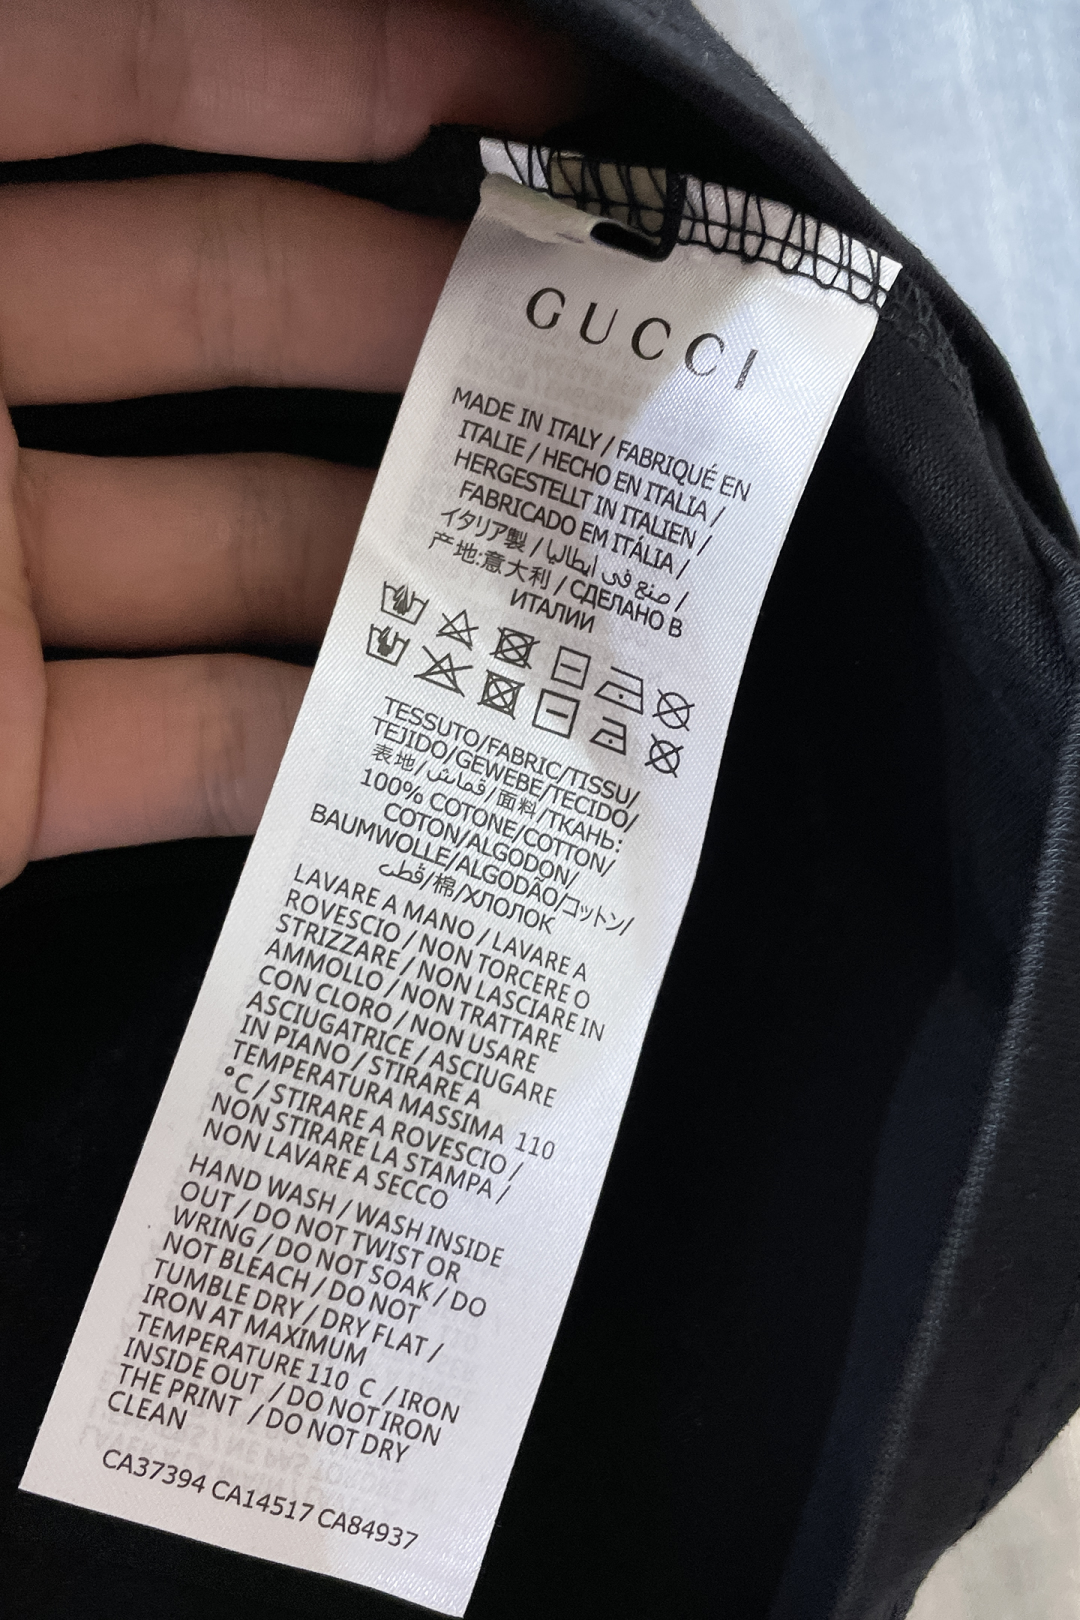 GUCCI
MADE IN ITALY / FABRIQUÉ EN
ITALIE / HECHO EN ITALIA /
HERGESTELLT IN ITALIEN /
FABRICADO EM ITÁLIA /
イタリア製 / صنع في ايطاليا /
产地:意大利 / СДЕЛАНО В
ИТАЛИИ
TESSUTO/FABRIC/TISSU/
TEJIDO/GEWEBE/TECIDO/
表地/قماش/面料/ТКАНЬ:
100% COTONE/COTTON/
COTON/ALGODON/
BAUMWOLLE/ALGODÃO/コットン/
قطن/棉/ХЛОПОК
LAVARE A MANO / LAVARE A
ROVESCIO / NON TORCERE O
STRIZZARE / NON LASCIARE IN
AMMOLLO / NON TRATTARE
CON CLORO / NON USARE
ASCIUGATRICE / ASCIUGARE
IN PIANO / STIRARE A
TEMPERATURA MASSIMA 110
°C / STIRARE A ROVESCIO /
NON STIRARE LA STAMPA /
NON LAVARE A SECCO
HAND WASH / WASH INSIDE
OUT / DO NOT TWIST OR
WRING / DO NOT SOAK / DO
NOT BLEACH / DO NOT
TUMBLE DRY / DRY FLAT /
IRON AT MAXIMUM
TEMPERATURE 110 C / IRON
INSIDE OUT / DO NOT IRON
THE PRINT / DO NOT DRY
CLEAN
CA37394 CA14517 CA84937